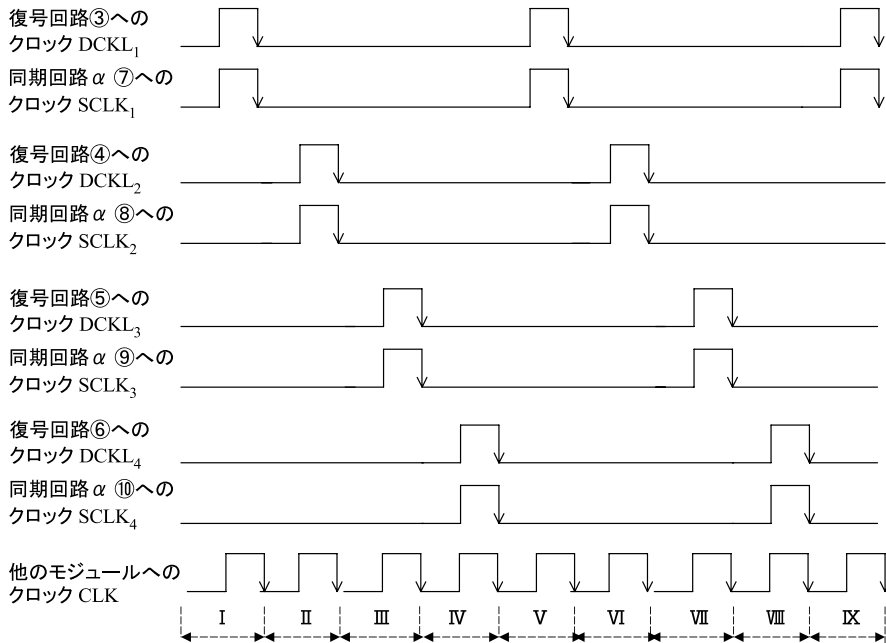 復号回路③への
クロック DCKL1
同期回路α ⑦への
クロック SCLK1
復号回路④への
クロック DCKL2
同期回路α ⑧への
クロック SCLK2
復号回路⑤への
クロック DCKL3
同期回路α ⑨への
クロック SCLK3
復号回路⑥への
クロック DCKL4
同期回路α ⑩への
クロック SCLK4
他のモジュールへの
クロック CLK
Ⅰ Ⅱ Ⅲ Ⅳ Ⅴ Ⅵ Ⅶ Ⅷ Ⅸ